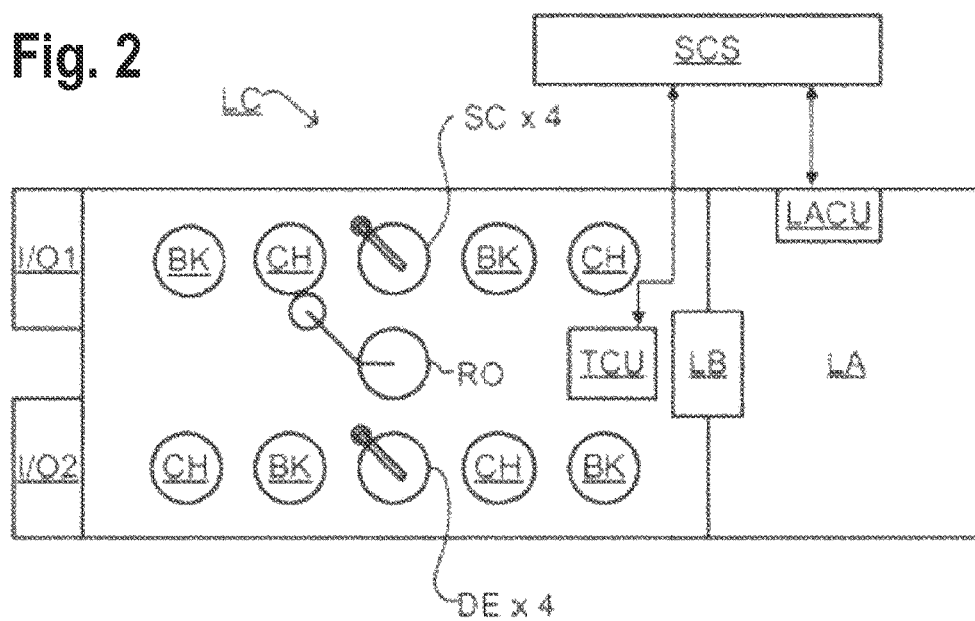 Fig. 2
SCS
LC
SC x 4
I/O1
BK
CH
BK
CH
LACU
RO
TCU
LB
LA
I/O2
CH
BK
CH
BK
DE x 4